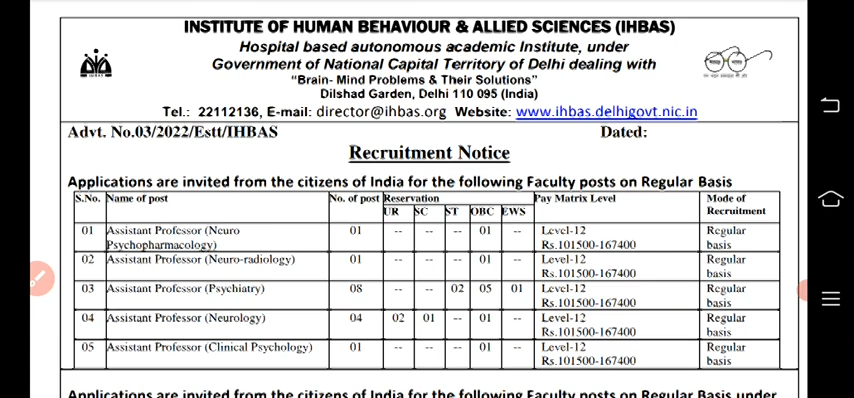 INSTITUTE OF HUMAN BEHAVIOUR & ALLIED SCIENCES (IHBAS)
Hospital based autonomous academic Institute, under
Government of National Capital Territory of Delhi dealing with
"Brain- Mind Problems & Their Solutions"
Dilshad Garden, Delhi 110 095 (India)
Tel.: 22112136, E-mail: director@ihbas.org Website: www.ihbas.delhigovt.nic.in
Advt. No.03/2022/Estt/IHBAS Dated:
Recruitment Notice
Applications are invited from the citizens of India for the following Faculty posts on Regular Basis
S.No. Name of post No. of post Reservation Pay Matrix Level Mode of
UR SC ST OBC EWS Recruitment
01 Assistant Professor (Neuro 01 -- -- -- 01 -- Level-12 Regular
Psychopharmacology) Rs.101500-167400 basis
02 Assistant Professor (Neuro-radiology) 01 -- -- -- 01 -- Level-12 Regular
Rs.101500-167400 basis
03 Assistant Professor (Psychiatry) 08 -- -- 02 05 01 Level-12 Regular
Rs.101500-167400 basis
04 Assistant Professor (Neurology) 04 02 01 -- 01 -- Level-12 Regular
Rs.101500-167400 basis
05 Assistant Professor (Clinical Psychology) 01 -- -- -- 01 -- Level-12 Regular
Rs.101500-167400 basis
Applications are invited from the citizens of India for the following Faculty posts on Regular Basis under